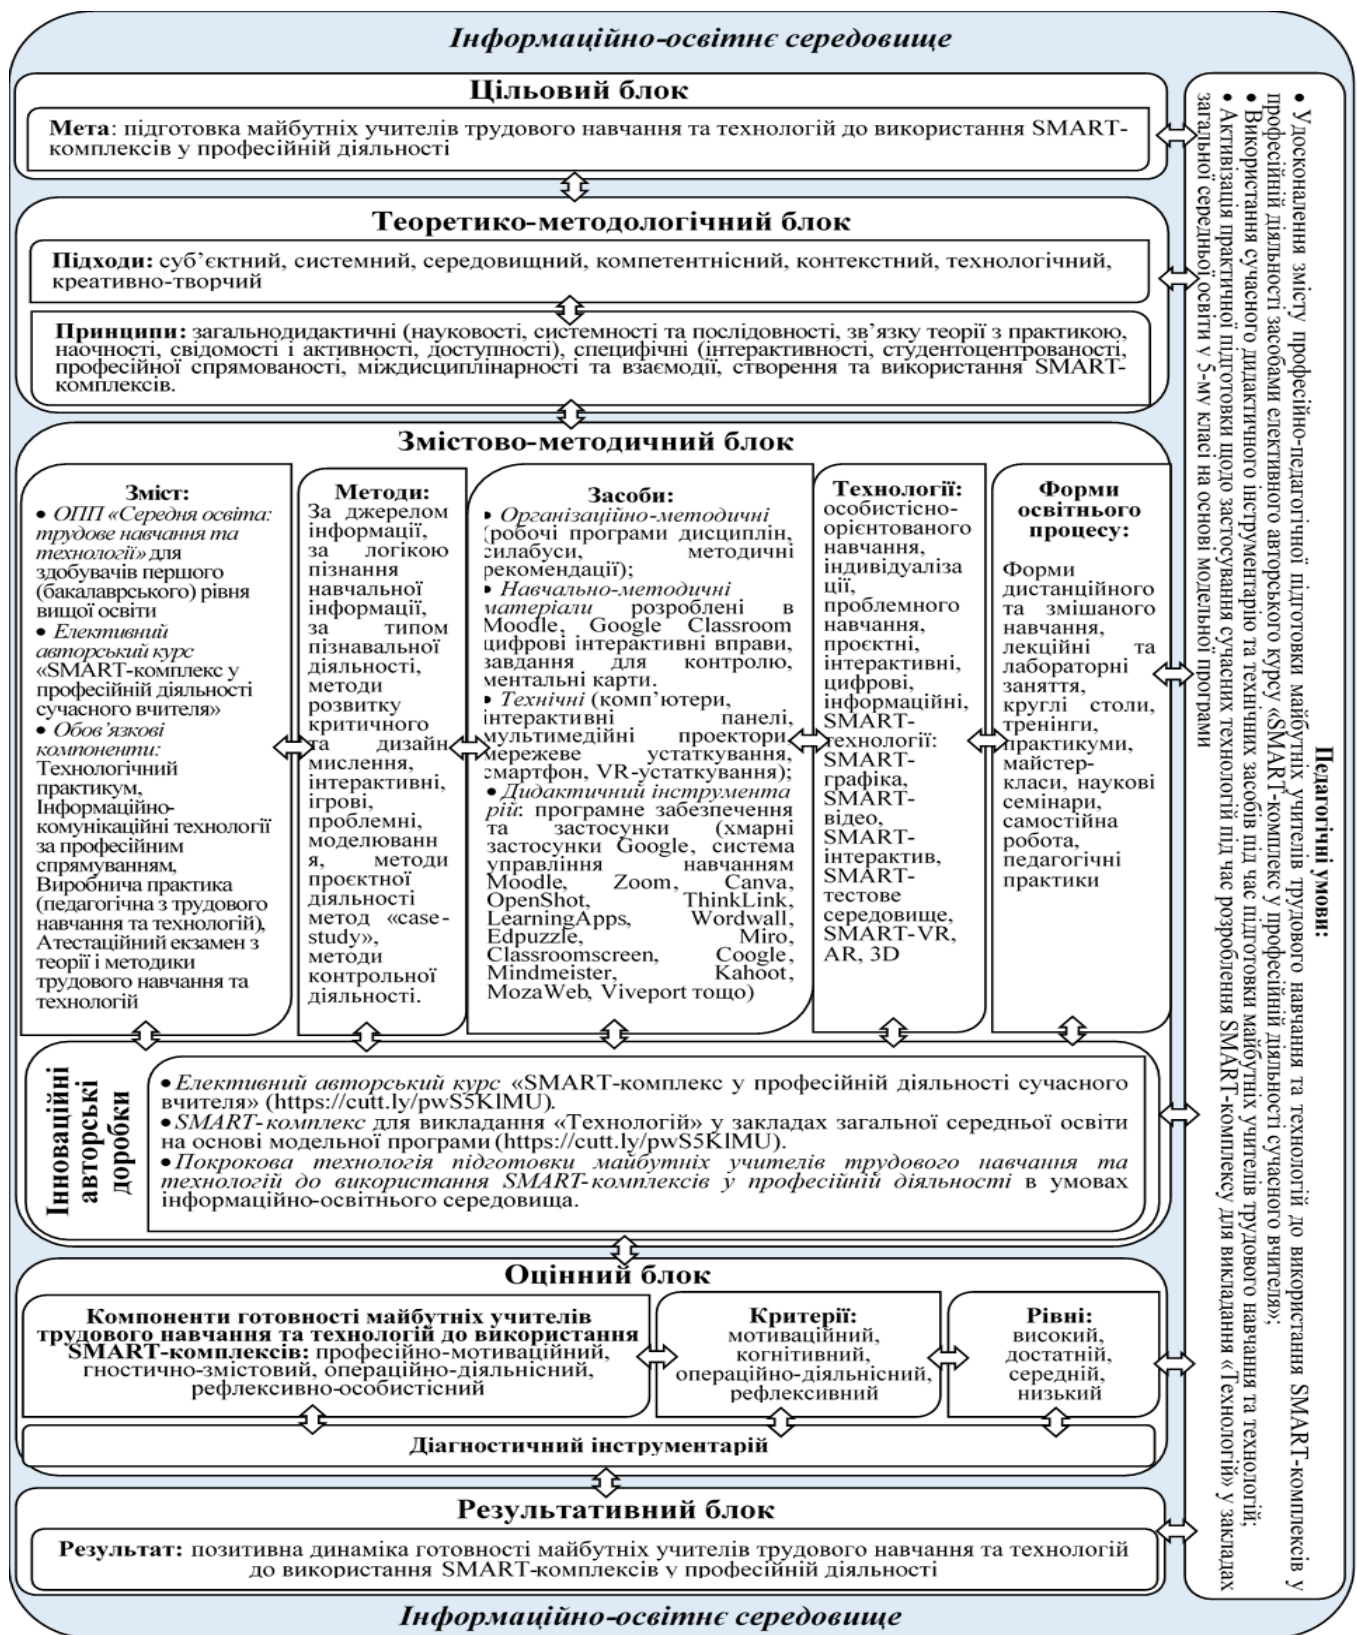 Інформаційно-освітнє середовище
Цільовий блок
Мета: підготовка майбутніх учителів трудового навчання та технологій до використання SMART-
комплексів у професійній діяльності
Теоретико-методологічний блок
Підходи: суб’єктний, системний, середовищний, компетентнісний, контекстний, технологічний,
креативно-творчий
Принципи: загальнодидактичні (науковості, системності та послідовності, зв’язку теорії з практикою,
наочності, свідомості і активності, доступності), специфічні (інтерактивності, студентоцентрованості,
професійної спрямованості, міждисциплінарності та взаємодії, створення та використання SMART-
комплексів.
Змістово-методичний блок
Зміст:
• ОПП «Середня освіта:
трудове навчання та
технології» для
здобувачів першого
(бакалаврського) рівня
вищої освіти
• Елективний
авторський курс
«SMART-комплекс у
професійній діяльності
сучасного вчителя»
• Обов’язкові
компоненти:
Технологічний
практикум,
Інформаційно-
комунікаційні технології
за професійним
спрямуванням,
Виробнича практика
(педагогічна з трудового
навчання та технологій),
Атестаційний екзамен з
теорії і методики
трудового навчання та
технологій
Методи:
За джерелом
інформації,
за логікою
пізнання
навчальної
інформації,
за типом
пізнавальної
діяльності,
методи
розвитку
критичного
та дизайн
мислення,
інтерактивні,
ігрові,
проблемні,
моделюванн
я, методи
проєктної
діяльності
метод «case-
study»,
методи
контрольної
діяльності.
Засоби:
• Організаційно-методичні
(робочі програми дисциплін,
силабуси, методичні
рекомендації);
• Навчально-методичні
матеріали розроблені в
Moodle, Google Classroom
цифрові інтерактивні вправи,
завдання для контролю,
ментальні карти.
• Технічні (комп’ютери,
інтерактивні панелі,
мультимедійні проектори
мережеве устаткування,
смартфон, VR-устаткування);
• Дидактичний інструмента
рій: програмне забезпечення
та застосунки (хмарні
застосунки Google, система
управління навчанням
Moodle, Zoom, Canva,
OpenShot, ThinkLink,
LearningApps, Wordwall,
Edpuzzle, Miro,
Classroomscreen, Coogle,
Mindmeister, Kahoot,
MozaWeb, Viveport тощо)
Технології:
особистісно-
орієнтованого
навчання,
індивідуаліза
ції,
проблемного
навчання,
проєктні,
інтерактивні,
цифрові,
інформаційні,
SMART-
технології:
SMART-
графіка,
SMART-
відео,
SMART-
інтерактив,
SMART-
тестове
середовище,
SMART-VR,
AR, 3D
Форми
освітнього
процесу:
Форми
дистанційного
та змішаного
навчання,
лекційні та
лабораторні
заняття,
круглі столи,
тренінги,
практикуми,
майстер-
класи, наукові
семінари,
самостійна
робота,
педагогічні
практики
Інноваційні
авторські
доробки
• Елективний авторський курс «SMART-комплекс у професійній діяльності сучасного
вчителя» (https://cutt.ly/pwS5KlMU).
• SMART-комплекс для викладання «Технологій» у закладах загальної середньої освіти
на основі модельної програми (https://cutt.ly/pwS5KlMU).
• Покрокова технологія підготовки майбутніх учителів трудового навчання та
технологій до використання SMART-комплексів у професійній діяльності в умовах
інформаційно-освітнього середовища.
Оцінний блок
Компоненти готовності майбутніх учителів
трудового навчання та технологій до використання
SMART-комплексів: професійно-мотиваційний,
гностично-змістовий, операційно-діяльнісний,
рефлексивно-особистісний
Критерії:
мотиваційний,
когнітивний,
операційно-діяльнісний,
рефлексивний
Рівні:
високий,
достатній,
середній,
низький
Діагностичний інструментарій
Результативний блок
Результат: позитивна динаміка готовності майбутніх учителів трудового навчання та технологій
до використання SMART-комплексів у професійній діяльності
Педагогічні умови:
• Удосконалення змісту професійно-педагогічної підготовки майбутніх учителів трудового навчання та технологій до використання SMART-комплексів у
професійній діяльності засобами елективного авторського курсу «SMART-комплекс у професійній діяльності сучасного вчителя»;
• Використання сучасного дидактичного інструментарію та технічних засобів під час підготовки майбутніх учителів трудового навчання та технологій;
• Активізація практичної підготовки щодо застосування сучасних технологій під час розроблення SMART-комплексу для викладання «Технологій» у закладах
загальної середньої освіти у 5-му класі на основі модельної програми
Інформаційно-освітнє середовище